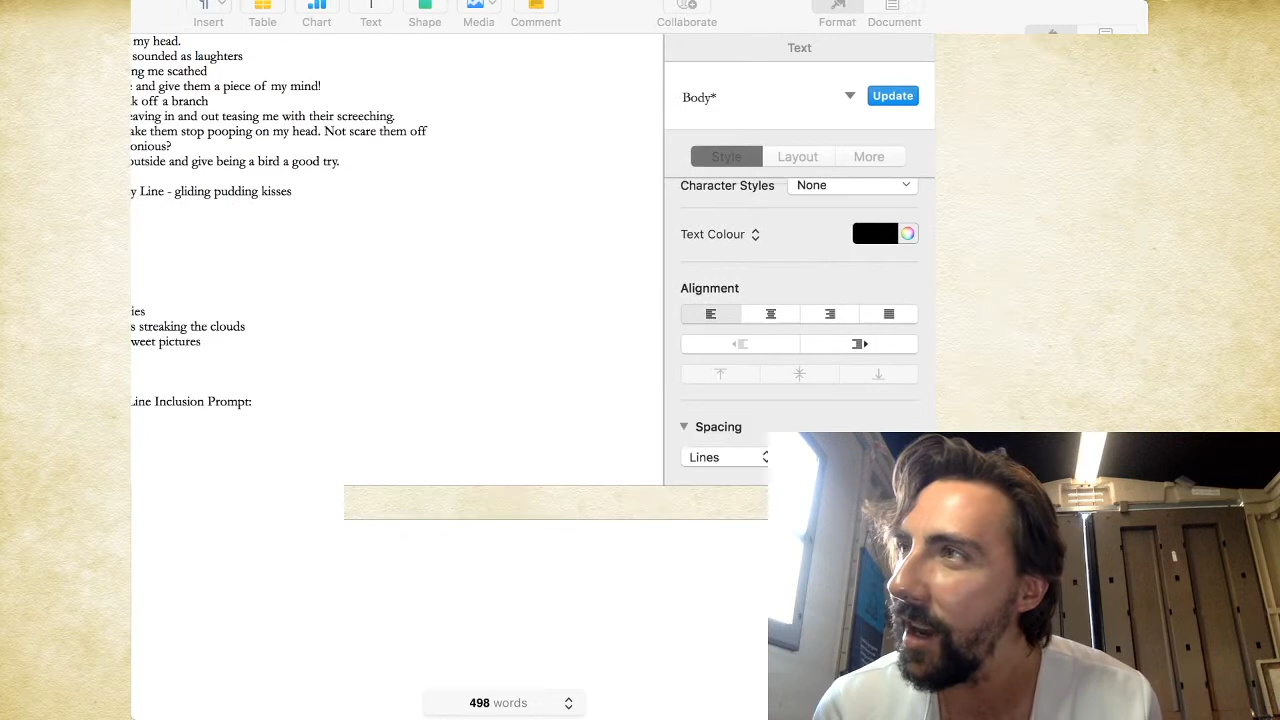 Insert
Table
Chart
Text
Shape
Media
Comment
Collaborate
Format
Document
my head.
sounded as laughters
ng me scathed
and give them a piece of my mind!
k off a branch
eaving in and out teasing me with their screeching.
ake them stop pooping on my head. Not scare them off
onious?
outside and give being a bird a good try.
y Line - gliding pudding kisses
ies
s streaking the clouds
weet pictures
Line Inclusion Prompt:
498 words
Text
Body*
Update
Style
Layout
More
Character Styles
None
Text Colour
Alignment
Spacing
Lines